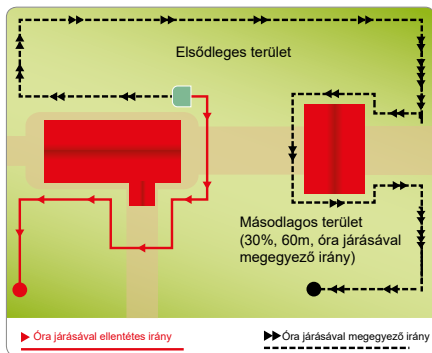 Elsődleges terület
Másodlagos terület
(30%, 60m, óra járásával
megegyező irány)
Óra járásával ellentétes irány
Óra járásával megegyező irány